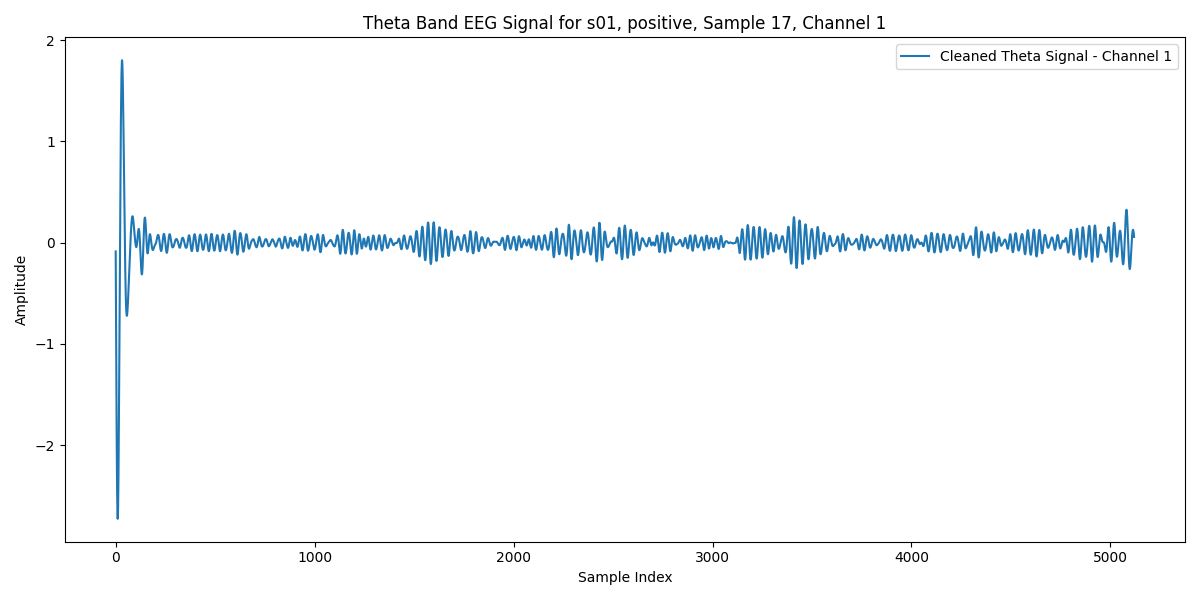 Theta Band EEG Signal for s01, positive, Sample 17, Channel 1
Cleaned Theta Signal - Channel 1
2
1
0
−1
−2
Amplitude
0 1000 2000 3000 4000 5000
Sample Index